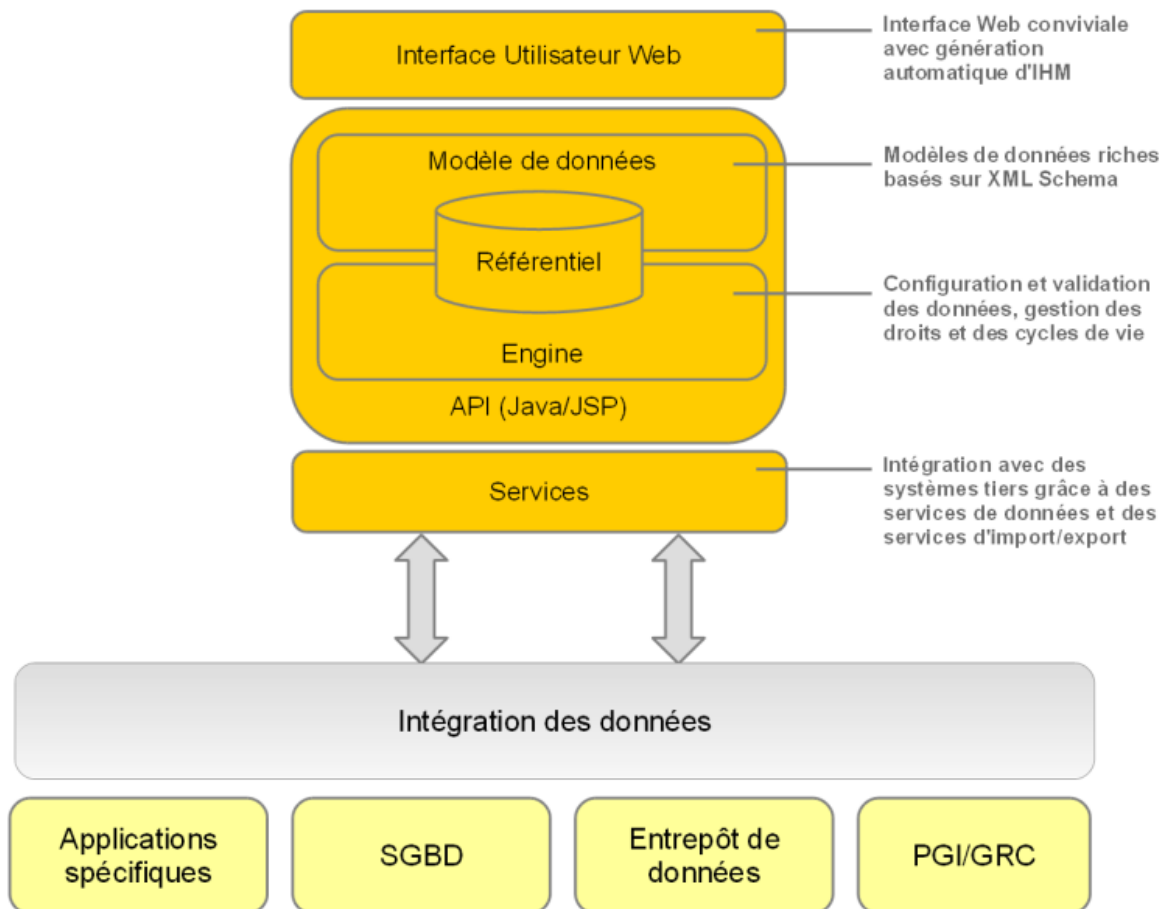 Interface Utilisateur Web
Interface Web conviviale
avec génération
automatique d'IHM
Modèle de données
Modèles de données riches
basés sur XML Schema
Référentiel
Configuration et validation
des données, gestion des
droits et des cycles de vie
Engine
API (Java/JSP)
Services
Intégration avec des
systèmes tiers grâce à des
services de données et des
services d'import/export
Intégration des données
Applications
spécifiques
SGBD
Entrepôt de
données
PGI/GRC